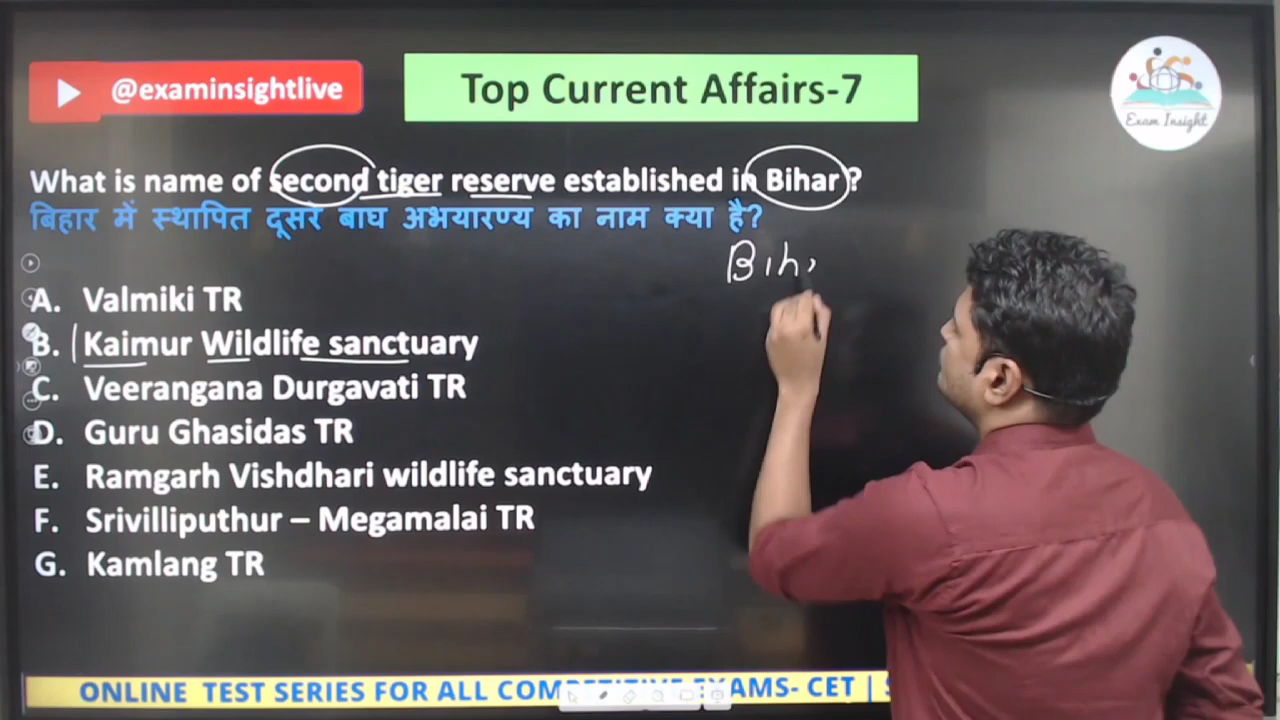 @examinsightlive
Top Current Affairs-7
Exam Insight
What is name of second tiger reserve established in Bihar ?
बिहार में स्थापित दूसरे बाघ अभयारण्य का नाम क्या है?
Bih
A. Valmiki TR
B. Kaimur Wildlife sanctuary
C. Veerangana Durgavati TR
D. Guru Ghasidas TR
E. Ramgarh Vishdhari wildlife sanctuary
F. Srivilliputhur – Megamalai TR
G. Kamlang TR
ONLINE TEST SERIES FOR ALL COMPETITIVE EXAMS- CET |